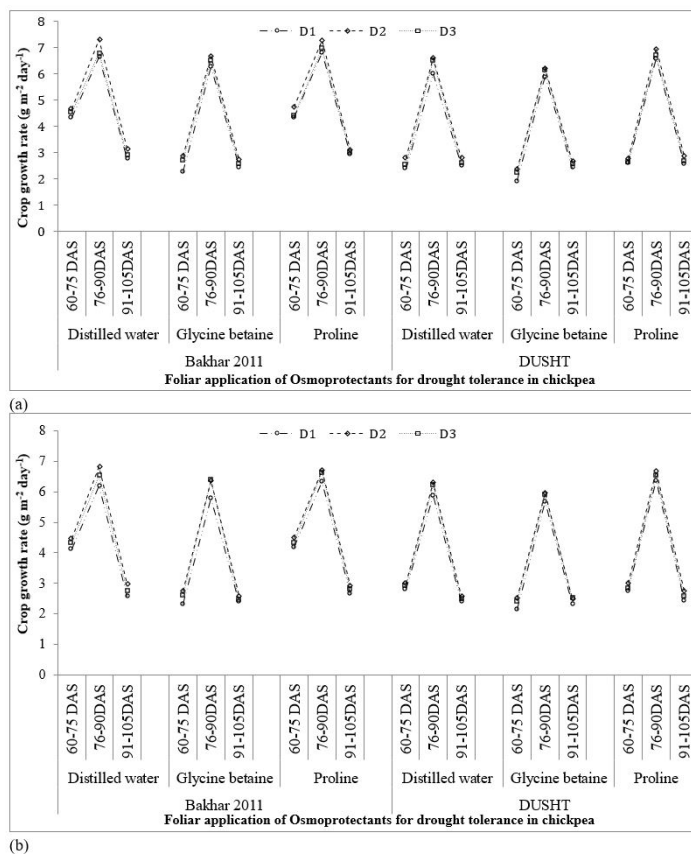 D1 D2 D3
Crop growth rate (g m⁻² day⁻¹)
8
7
6
5
4
3
2
1
0
60-75 DAS
76-90DAS
91-105DAS
60-75 DAS
76-90DAS
91-105DAS
60-75 DAS
76-90DAS
91-105DAS
60-75 DAS
76-90DAS
91-105DAS
60-75 DAS
76-90DAS
91-105DAS
60-75 DAS
76-90DAS
91-105DAS
Distilled water Glycine betaine Proline Distilled water Glycine betaine Proline
Bakhar 2011 DUSHT
Foliar application of Osmoprotectants for drought tolerance in chickpea
(a)
D1 D2 D3
Crop growth rate (g m⁻² day⁻¹)
8
7
6
5
4
3
2
1
0
60-75 DAS
76-90DAS
91-105DAS
60-75 DAS
76-90DAS
91-105DAS
60-75 DAS
76-90DAS
91-105DAS
60-75 DAS
76-90DAS
91-105DAS
60-75 DAS
76-90DAS
91-105DAS
60-75 DAS
76-90DAS
91-105DAS
Distilled water Glycine betaine Proline Distilled water Glycine betaine Proline
Bakhar 2011 DUSHT
Foliar application of Osmoprotectants for drought tolerance in chickpea
(b)